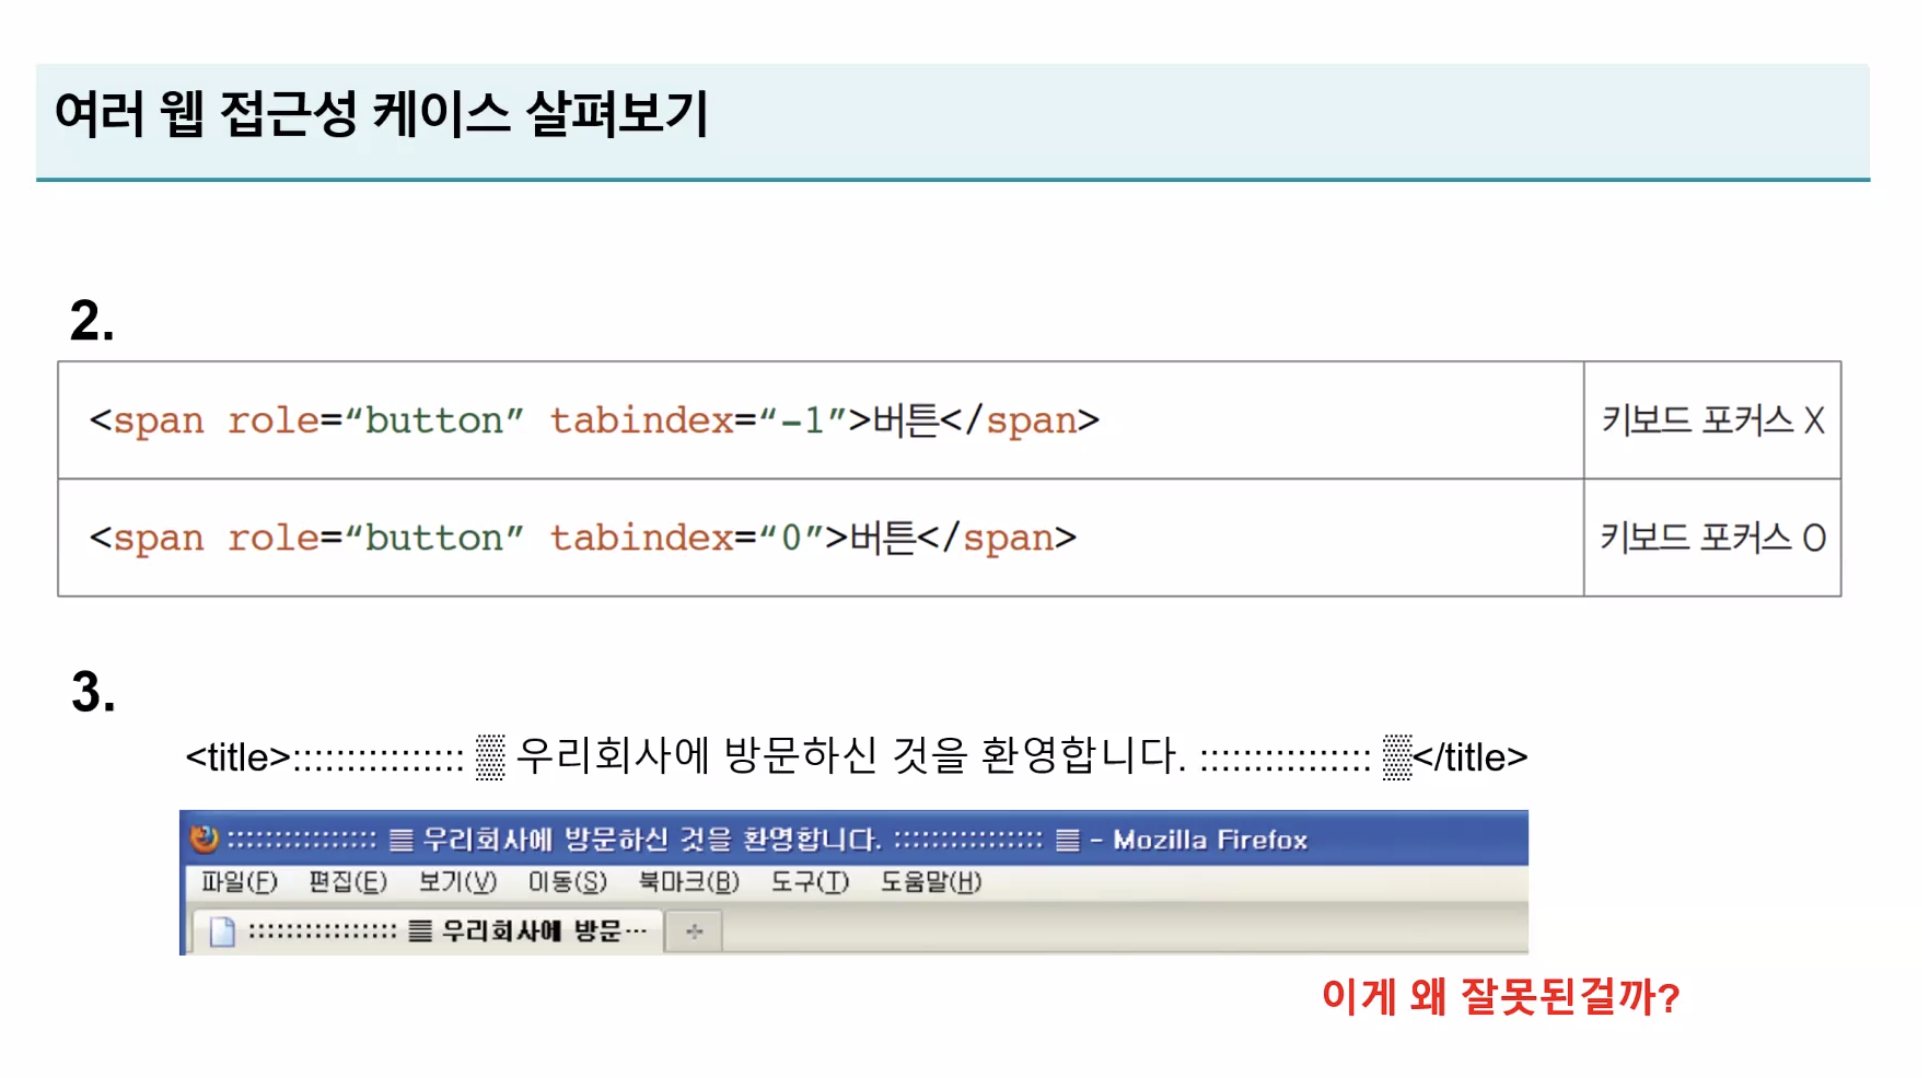 여러 웹 접근성 케이스 살펴보기
2.
<span role=“button” tabindex=“-1”>버튼</span>
키보드 포커스 X
<span role=“button” tabindex=“0”>버튼</span>
키보드 포커스 O
3.
<title>:::::::::::::::: ▒ 우리회사에 방문하신 것을 환영합니다. :::::::::::::::: ▒</title>
:::::::::::::::: ▒ 우리회사에 방문하신 것을 환영합니다. :::::::::::::::: ▒ - Mozilla Firefox
파일(F) 편집(E) 보기(V) 이동(S) 북마크(B) 도구(T) 도움말(H)
:::::::::::::::: ▒ 우리회사에 방문… +
이게 왜 잘못된걸까?